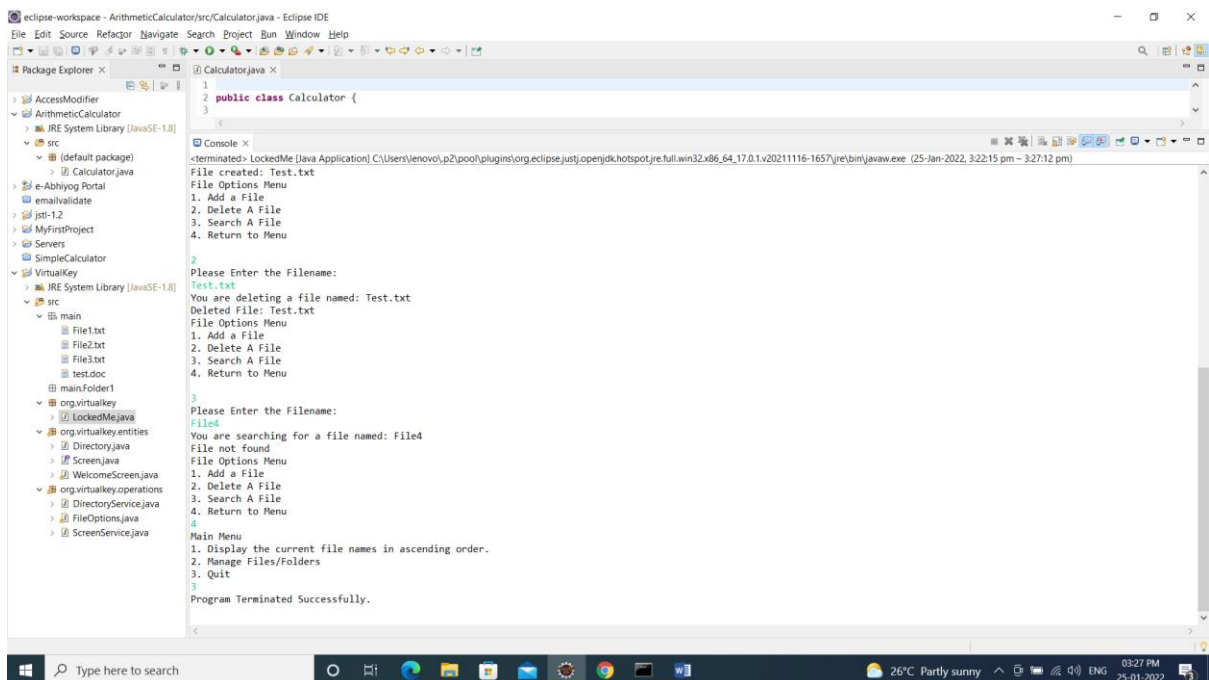 eclipse-workspace - ArithmeticCalculator/src/Calculator.java - Eclipse IDE
File Edit Source Refactor Navigate Search Project Run Window Help
Package Explorer
AccessModifier
ArithmeticCalculator
JRE System Library [JavaSE-1.8]
src
(default package)
Calculator.java
e-Abhiyog Portal
emailvalidate
jstl-1.2
MyFirstProject
Servers
SimpleCalculator
VirtualKey
JRE System Library [JavaSE-1.8]
src
main
File1.txt
File2.txt
File3.txt
test.doc
main.Folder1
org.virtualkey
LockedMe.java
org.virtualkey.entities
Directory.java
Screen.java
WelcomeScreen.java
org.virtualkey.operations
DirectoryService.java
FileOptions.java
ScreenService.java
Calculator.java
1
2 public class Calculator {
3
Console
<terminated> LockedMe [Java Application] C:\Users\lenovo\.p2\pool\plugins\org.eclipse.justj.openjdk.hotspot.jre.full.win32.x86_64_17.0.1.v20211116-1657\jre\bin\javaw.exe (25-Jan-2022, 3:22:15 pm – 3:27:12 pm)
File created: Test.txt
File Options Menu
1. Add a File
2. Delete A File
3. Search A File
4. Return to Menu
2
Please Enter the Filename:
Test.txt
You are deleting a file named: Test.txt
Deleted File: Test.txt
File Options Menu
1. Add a File
2. Delete A File
3. Search A File
4. Return to Menu
3
Please Enter the Filename:
File4
You are searching for a file named: File4
File not found
File Options Menu
1. Add a File
2. Delete A File
3. Search A File
4. Return to Menu
4
Main Menu
1. Display the current file names in ascending order.
2. Manage Files/Folders
3. Quit
3
Program Terminated Successfully.
Type here to search
26°C Partly sunny
ENG
03:27 PM
25-01-2022